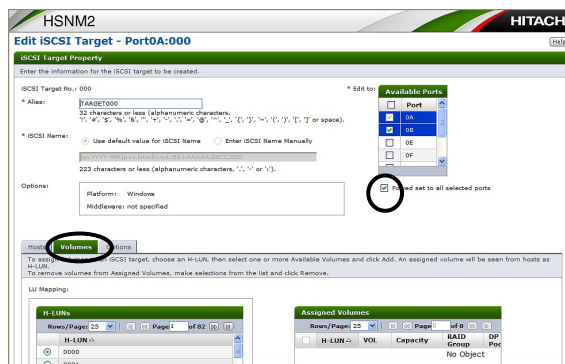 HSNM2
HITACH
Edit iSCSI Target - Port0A:000
Help
iSCSI Target Property
Enter the information for the iSCSI target to be created.
iSCSI Target No.: 000
* Alias: TARGET000
32 characters or less (alphanumeric characters,
'!', '#', '$', '%', '&', ''', '+', '-', '.', '=', '@', '^', '_', '{', '}', '~', '(', ')', '[', ']' or space).
* iSCSI Name:
Use default value for iSCSI Name
Enter iSCSI Name Manually
223 characters or less (alphanumeric characters, '.', '-' or ':').
Options:
Platform: Windows
Middleware: not specified
* Edit to:
Available Ports
Port
0A
0B
0E
0F
Forced set to all selected ports
Hosts
Volumes
Options
To assign volumes to an iSCSI target, choose an H-LUN, then select one or more Available Volumes and click Add. An assigned volume will be seen from hosts as
H-LUN.
To remove volumes from Assigned Volumes, make selections from the list and click Remove.
LU Mapping:
H-LUNs
Rows/Page: 25 Page 1 of 82
H-LUN
0000
0001
Assigned Volumes
Rows/Page: 25 Page 0 of 0
H-LUN VOL Capacity RAID Group DP Poo
No Object